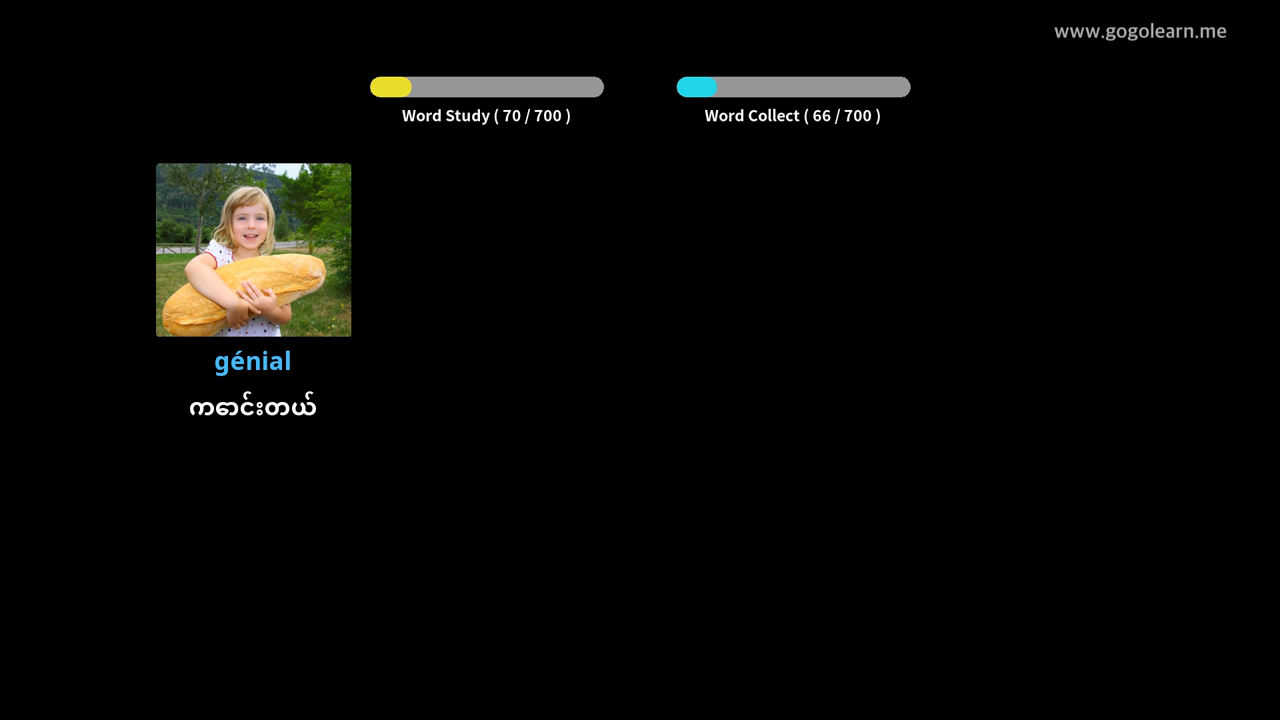 www.gogolearn.me
Word Study ( 70 / 700 )
Word Collect ( 66 / 700 )
génial
ကောင်းတယ်